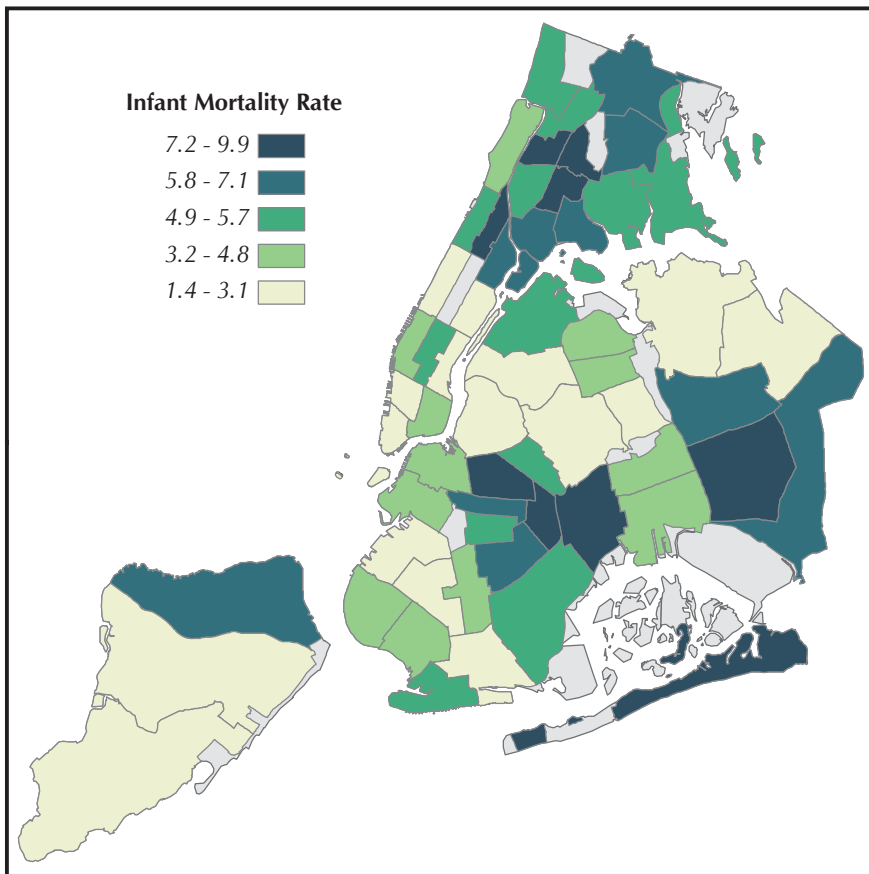 Infant Mortality Rate
7.2 - 9.9
5.8 - 7.1
4.9 - 5.7
3.2 - 4.8
1.4 - 3.1